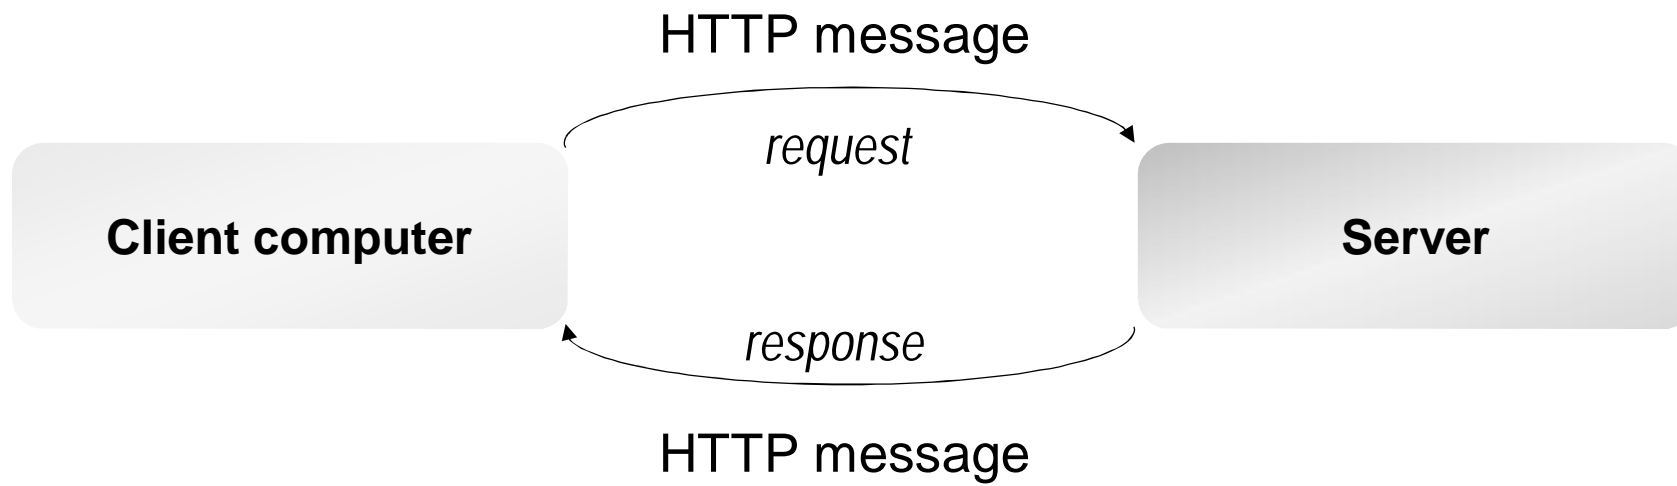 HTTP message
request
Client computer
Server
response
HTTP message